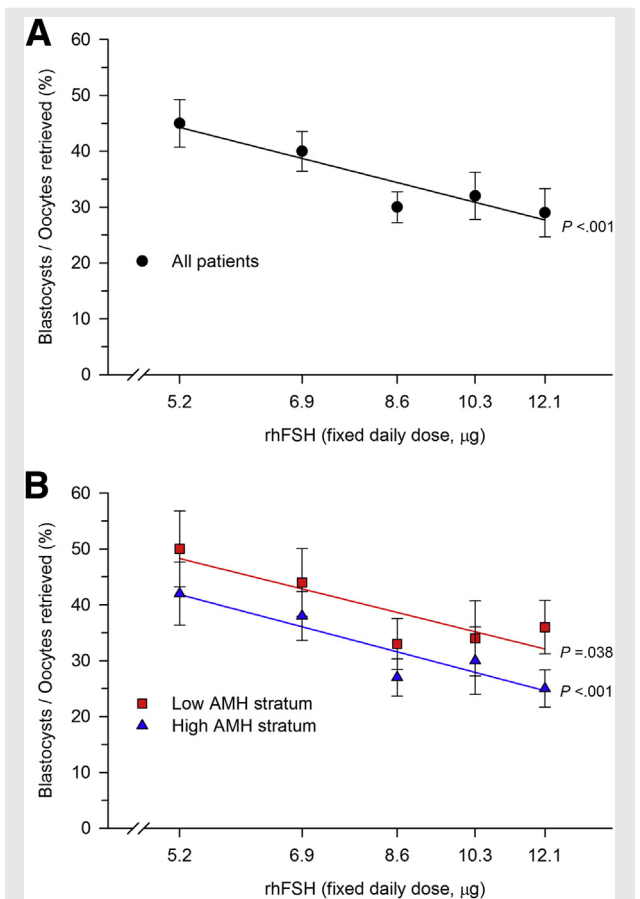 A
Blastocysts / Oocytes retrieved (%)
60
50
40
30
20
10
0
P <.001
All patients
5.2 6.9 8.6 10.3 12.1
rhFSH (fixed daily dose, μg)
B
Blastocysts / Oocytes retrieved (%)
60
50
40
30
20
10
0
P =.038
P <.001
Low AMH stratum
High AMH stratum
5.2 6.9 8.6 10.3 12.1
rhFSH (fixed daily dose, μg)